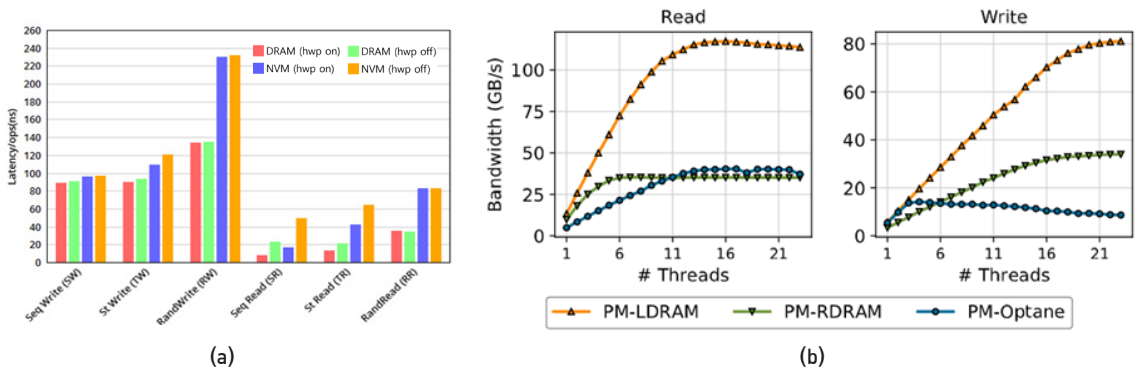 Latency/ops(ns)
260
240
220
200
180
160
140
120
100
80
60
40
20
0
DRAM (hwp on)
DRAM (hwp off)
NVM (hwp on)
NVM (hwp off)
Seq Write (SW)
St Write (TW)
RandWrite (RW)
Seq Read (SR)
St Read (TR)
RandRead (RR)
(a)
Read
Bandwidth (GB/s)
100
75
50
25
0
1
6
11
16
21
# Threads
Write
80
60
40
20
0
1
6
11
16
21
# Threads
PM-LDRAM
PM-RDRAM
PM-Optane
(b)